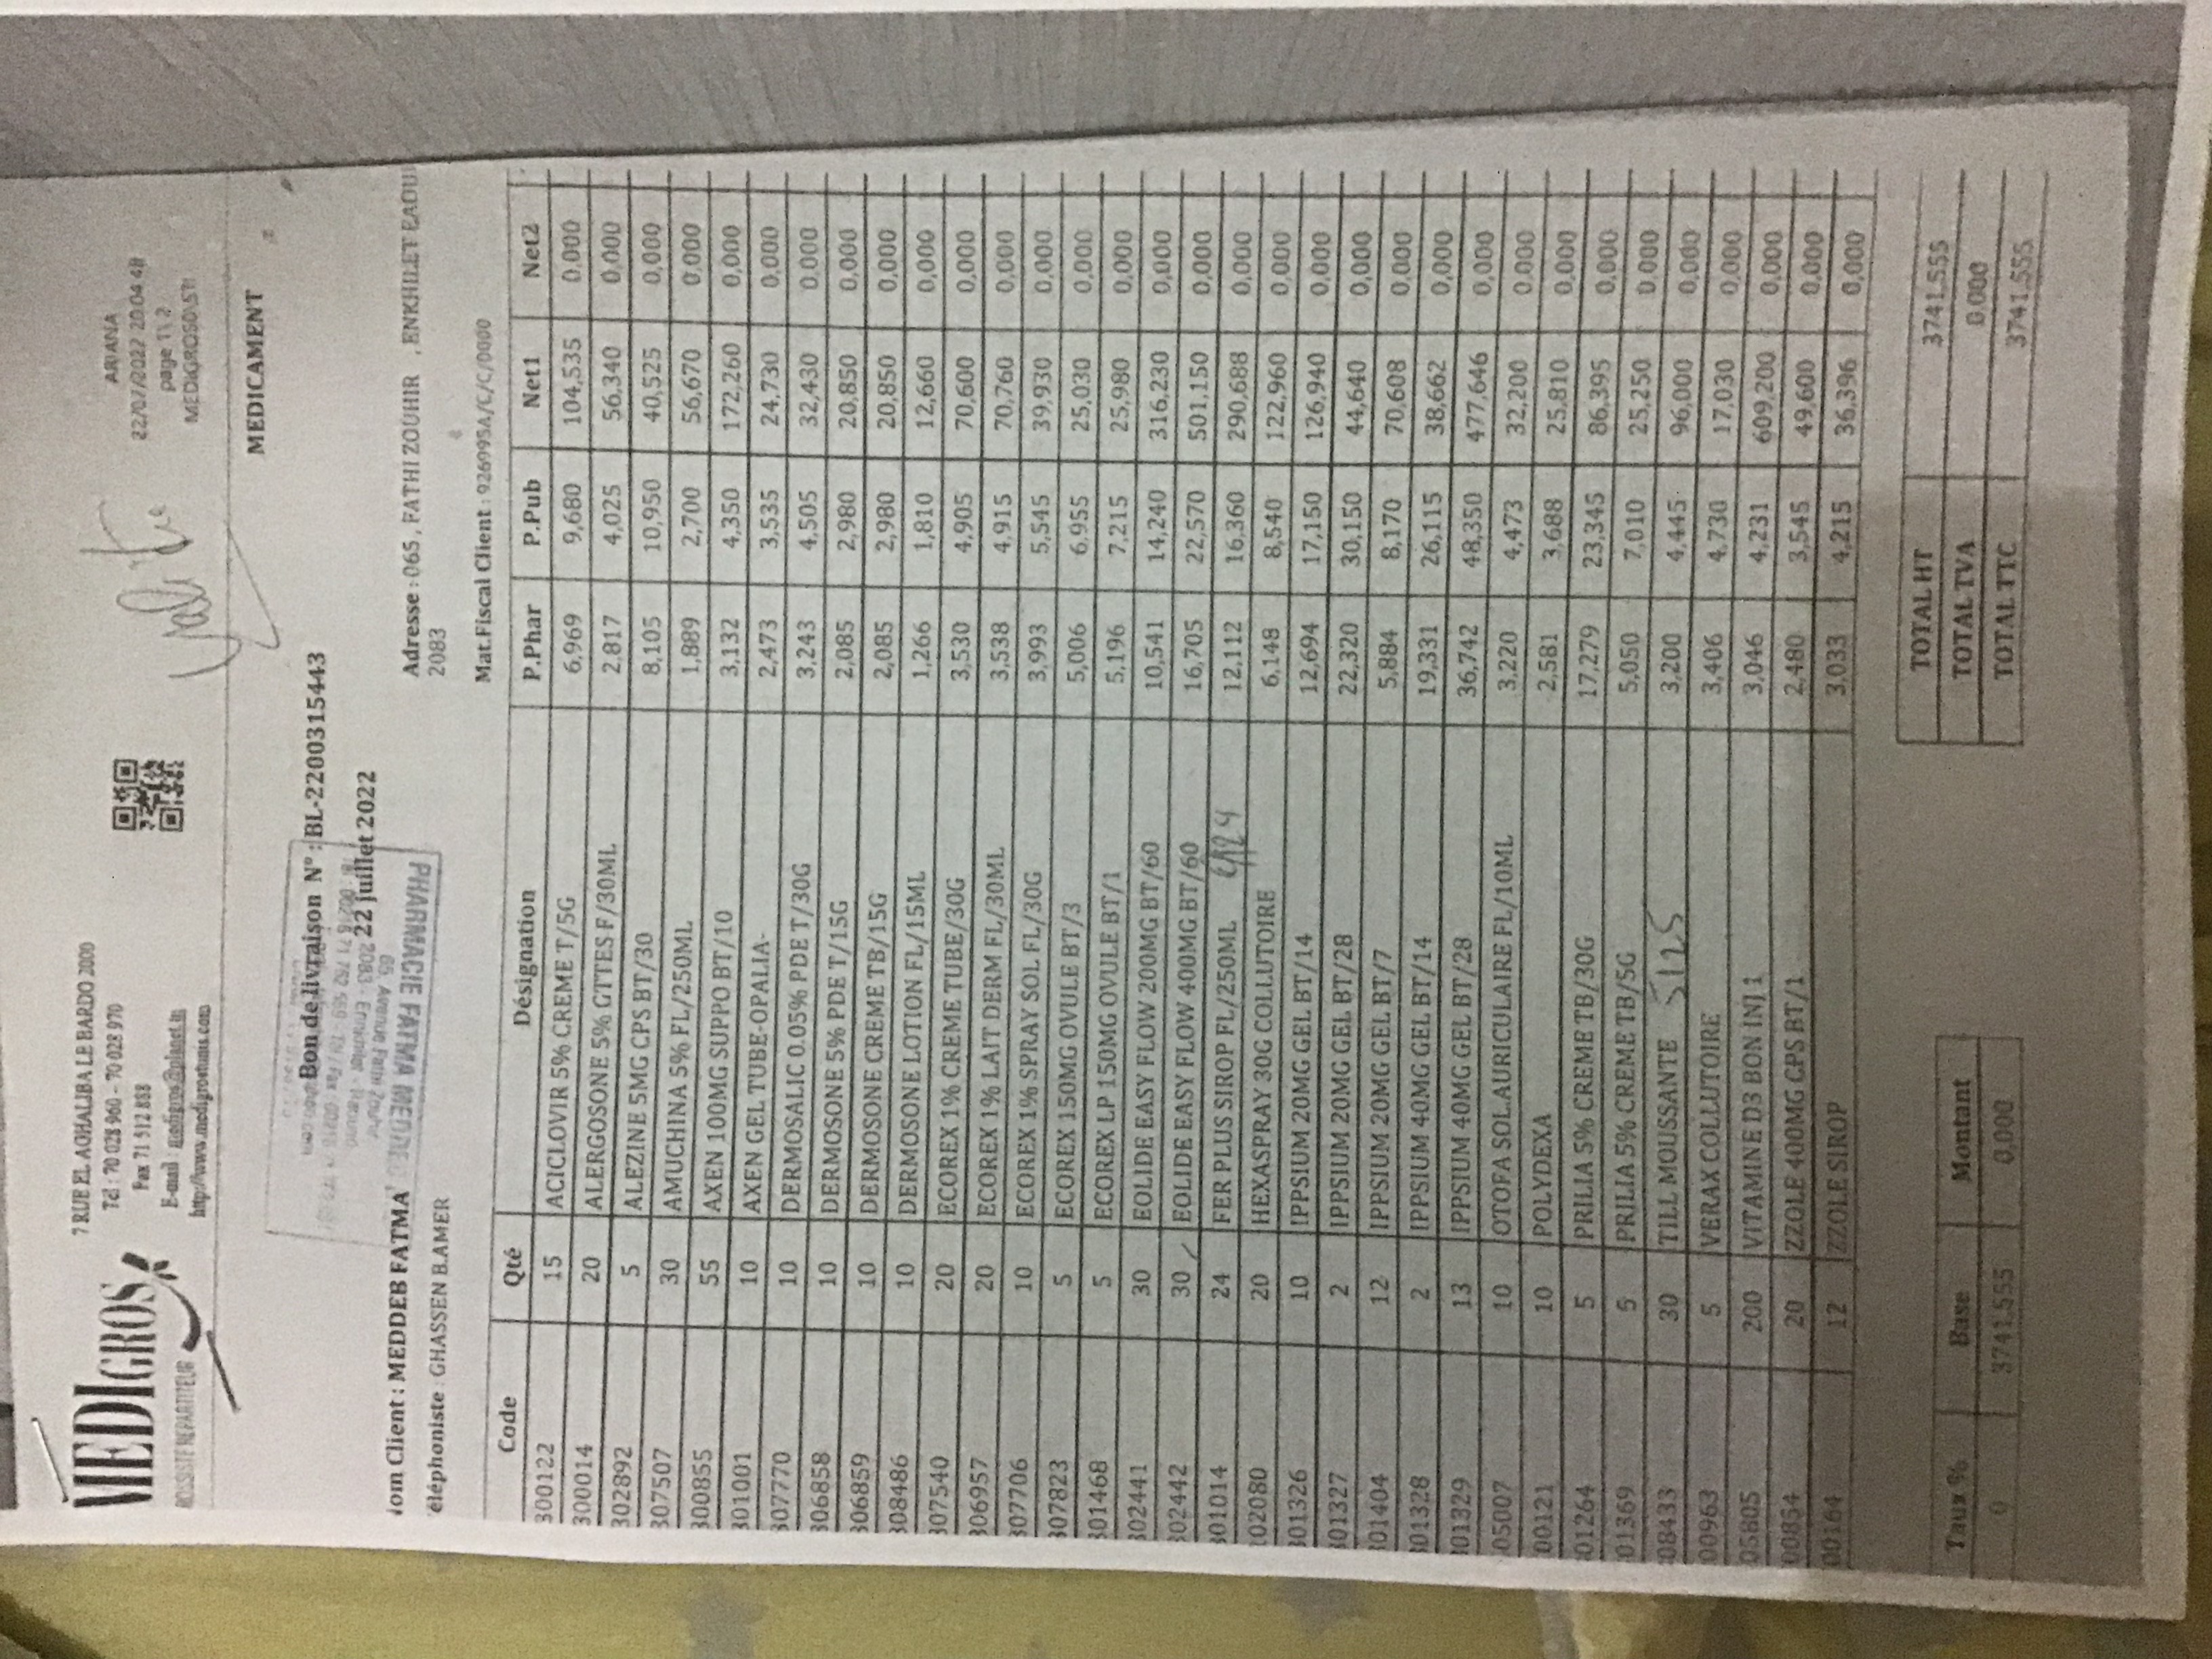 MEDIGROS
ROSSISTE REPARTITEUR
7 RUE EL AGHALIBA LE BARDO 2000
Tél : 70 028 960 - 70 028 970
Fax 71 512 888
E-mail : medigros@planet.tn
http://www.medigrostunis.com
ARIANA
22/07/2022 20:04:48
page 1\ 2
MEDICAMENT
Bon de livraison N° : BL-2200315443
22 juillet 2022
PHARMACIE FATMA MEDDEB
65, Avenue Fathi Zouhir
2083
Nom Client : MEDDEB FATMA
éléphoniste : GHASSEN B.AMER
Adresse : 065 , FATHI ZOUHIR , ENKHILET
2083
Mat.Fiscal Client : 926995A/C/C/0000
Code Qté Désignation P.Phar P.Pub Net1 Net2
300122 15 ACICLOVIR 5% CREME T/5G 6,969 9,680 104,535 0,000
300014 20 ALERGOSONE 5% GTTES F/30ML 2,817 4,025 56,340 0,000
302892 5 ALEZINE 5MG CPS BT/30 8,105 10,950 40,525 0,000
307507 30 AMUCHINA 5% FL/250ML 1,889 2,700 56,670 0,000
300855 55 AXEN 100MG SUPPO BT/10 3,132 4,350 172,260 0,000
301001 10 AXEN GEL TUBE-OPALIA- 2,473 3,535 24,730 0,000
307770 10 DERMOSALIC 0.05% PDE T/30G 3,243 4,505 32,430 0,000
306858 10 DERMOSONE 5% PDE T/15G 2,085 2,980 20,850 0,000
306859 10 DERMOSONE CREME TB/15G 2,085 2,980 20,850 0,000
308486 10 DERMOSONE LOTION FL/15ML 1,266 1,810 12,660 0,000
307540 20 ECOREX 1% CREME TUBE/30G 3,530 4,905 70,600 0,000
306957 20 ECOREX 1% LAIT DERM FL/30ML 3,538 4,915 70,760 0,000
307706 10 ECOREX 1% SPRAY SOL FL/30G 3,993 5,545 39,930 0,000
307823 5 ECOREX 150MG OVULE BT/3 5,006 6,955 25,030 0,000
301468 5 ECOREX LP 150MG OVULE BT/1 5,196 7,215 25,980 0,000
302441 30 EOLIDE EASY FLOW 200MG BT/60 10,541 14,240 316,230 0,000
302442 30 EOLIDE EASY FLOW 400MG BT/60 16,705 22,570 501,150 0,000
301014 24 FER PLUS SIROP FL/250ML 12,112 16,360 290,688 0,000
102080 20 HEXASPRAY 30G COLLUTOIRE 6,148 8,540 122,960 0,000
301326 10 IPPSIUM 20MG GEL BT/14 12,694 17,150 126,940 0,000
301327 2 IPPSIUM 20MG GEL BT/28 22,320 30,150 44,640 0,000
301404 12 IPPSIUM 20MG GEL BT/7 5,884 8,170 70,608 0,000
301328 2 IPPSIUM 40MG GEL BT/14 19,331 26,115 38,662 0,000
301329 13 IPPSIUM 40MG GEL BT/28 36,742 48,350 477,646 0,000
05007 10 OTOFA SOL.AURICULAIRE FL/10ML 3,220 4,473 32,200 0,000
00121 10 POLYDEXA 2,581 3,688 25,810 0,000
01264 5 PRILIA 5% CREME TB/30G 17,279 23,345 86,395 0,000
01369 5 PRILIA 5% CREME TB/5G 5,050 7,010 25,250 0,000
08433 30 TILL MOUSSANTE 5125 3,200 4,445 96,000 0,000
00963 5 VERAX COLLUTOIRE 3,406 4,730 17,030 0,000
05805 200 VITAMINE D3 BON INJ 1 3,046 4,231 609,200 0,000
00854 20 ZZOLE 400MG CPS BT/1 2,480 3,545 49,600 0,000
00164 12 ZZOLE SIROP 3,033 4,215 36,396 0,000
TOTAL HT 3741,555
TOTAL TVA 0,000
TOTAL TTC 3741,555
Taux % Base Montant
0 3741,555 0,000